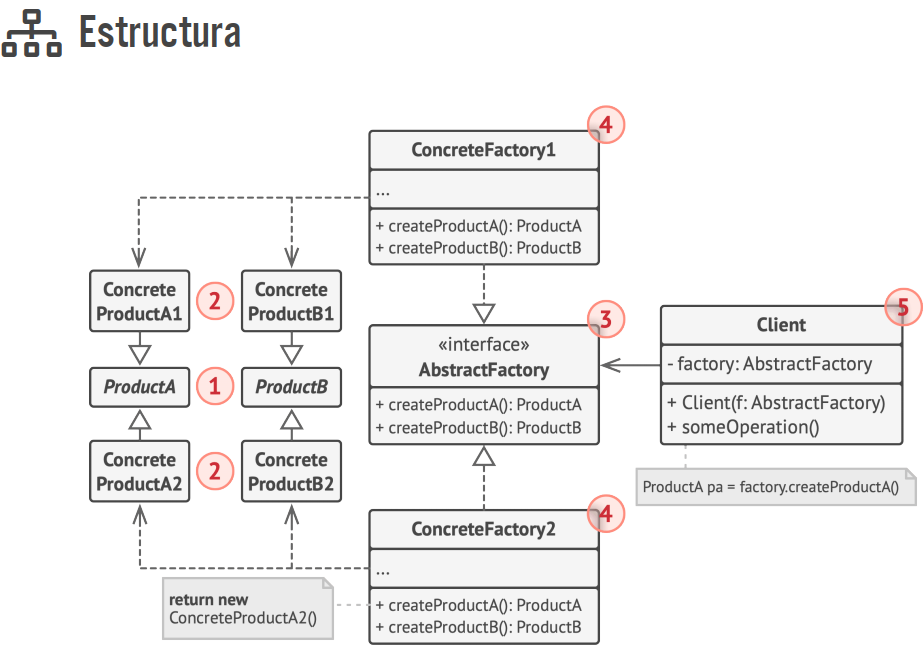 Estructura
4
ConcreteFactory1
...
+ createProductA(): ProductA
+ createProductB(): ProductB
Concrete
ProductA1
2
Concrete
ProductB1
3
«interface»
AbstractFactory
+ createProductA(): ProductA
+ createProductB(): ProductB
5
Client
- factory: AbstractFactory
+ Client(f: AbstractFactory)
+ someOperation()
ProductA
1
ProductB
Concrete
ProductA2
2
Concrete
ProductB2
ProductA pa = factory.createProductA()
4
ConcreteFactory2
...
+ createProductA(): ProductA
+ createProductB(): ProductB
return new
ConcreteProductA2()